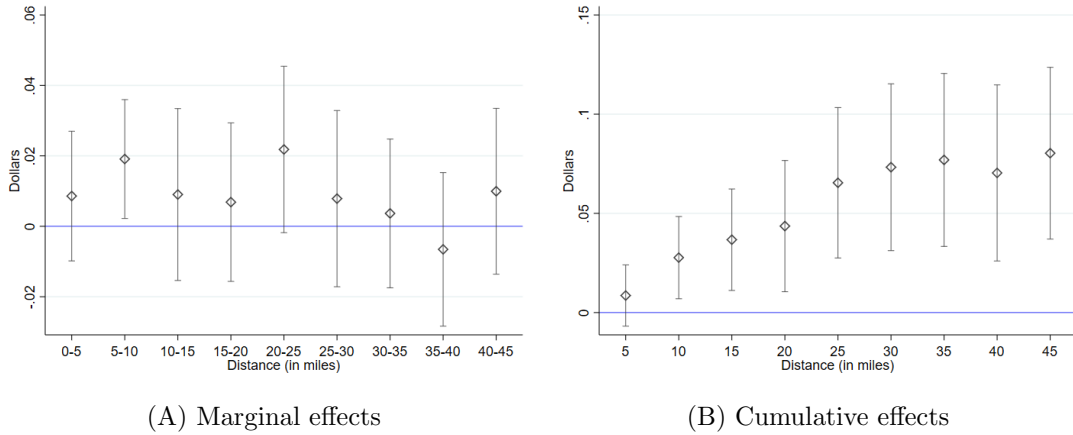 .06
.04
.02
0
-.02
Dollars
0-5 5-10 10-15 15-20 20-25 25-30 30-35 35-40 40-45
Distance (in miles)
(A) Marginal effects
.15
.1
.05
0
Dollars
5 10 15 20 25 30 35 40 45
Distance (in miles)
(B) Cumulative effects